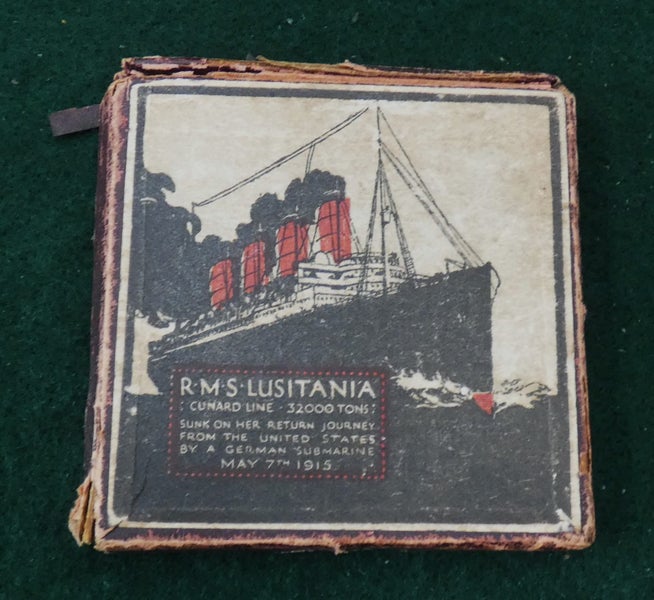 R·M·S·LUSITANIA
CUNARD LINE · 32000 TONS:
SUNK ON HER RETURN JOURNEY
FROM THE UNITED STATES
BY A GERMAN SUBMARINE
MAY 7TH 1915